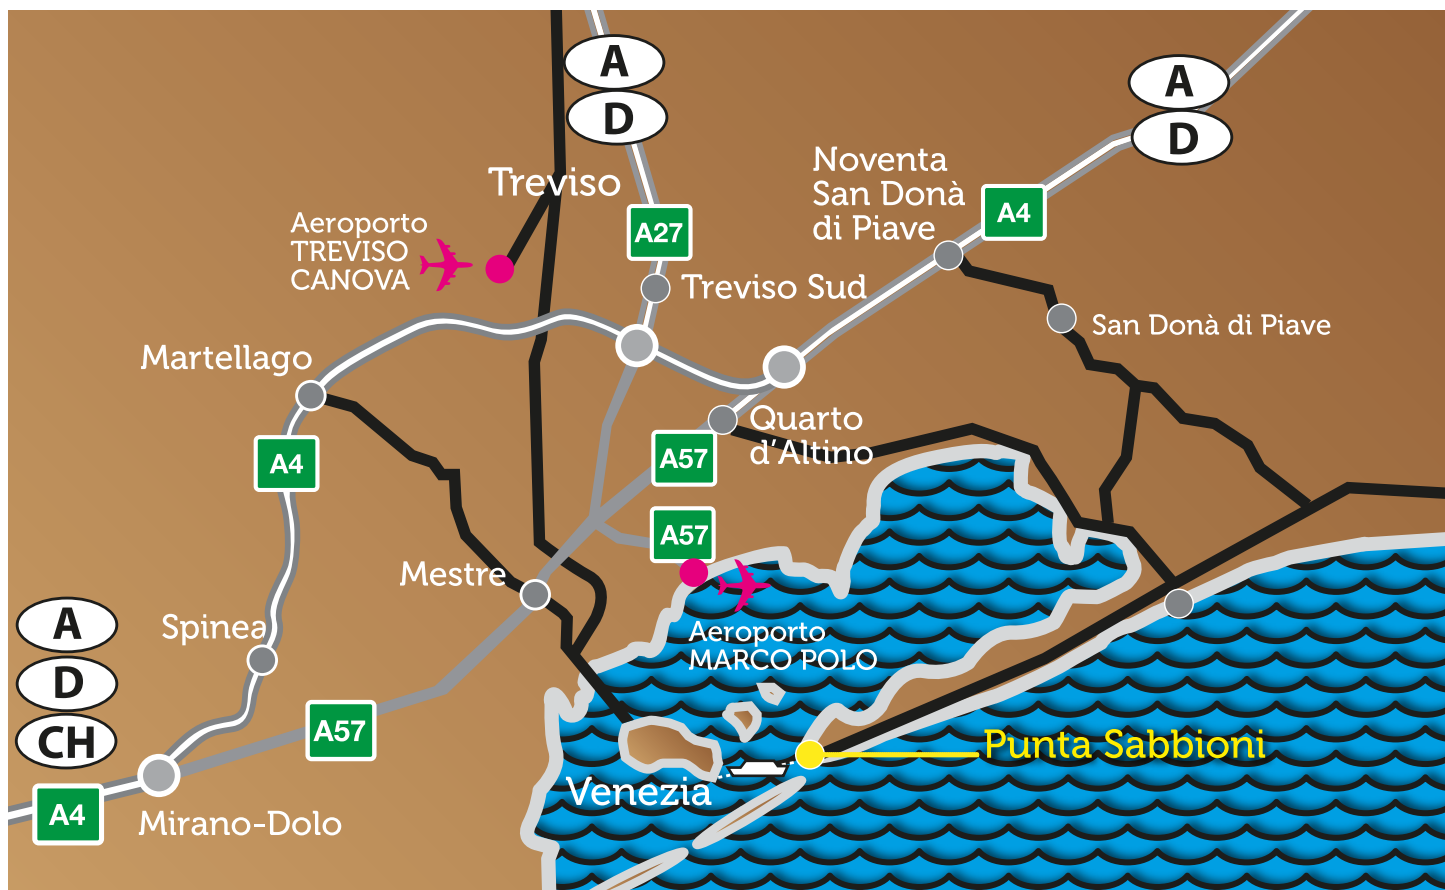 A
D
A
D
Noventa
San Donà
di Piave
A4
Treviso
Aeroporto
TREVISO
CANOVA
A27
Treviso Sud
San Donà di Piave
Martellago
Quarto
d'Altino
A4
A57
A57
Mestre
Aeroporto
MARCO POLO
A
D
CH
Spinea
A57
Punta Sabbioni
Venezia
A4
Mirano-Dolo